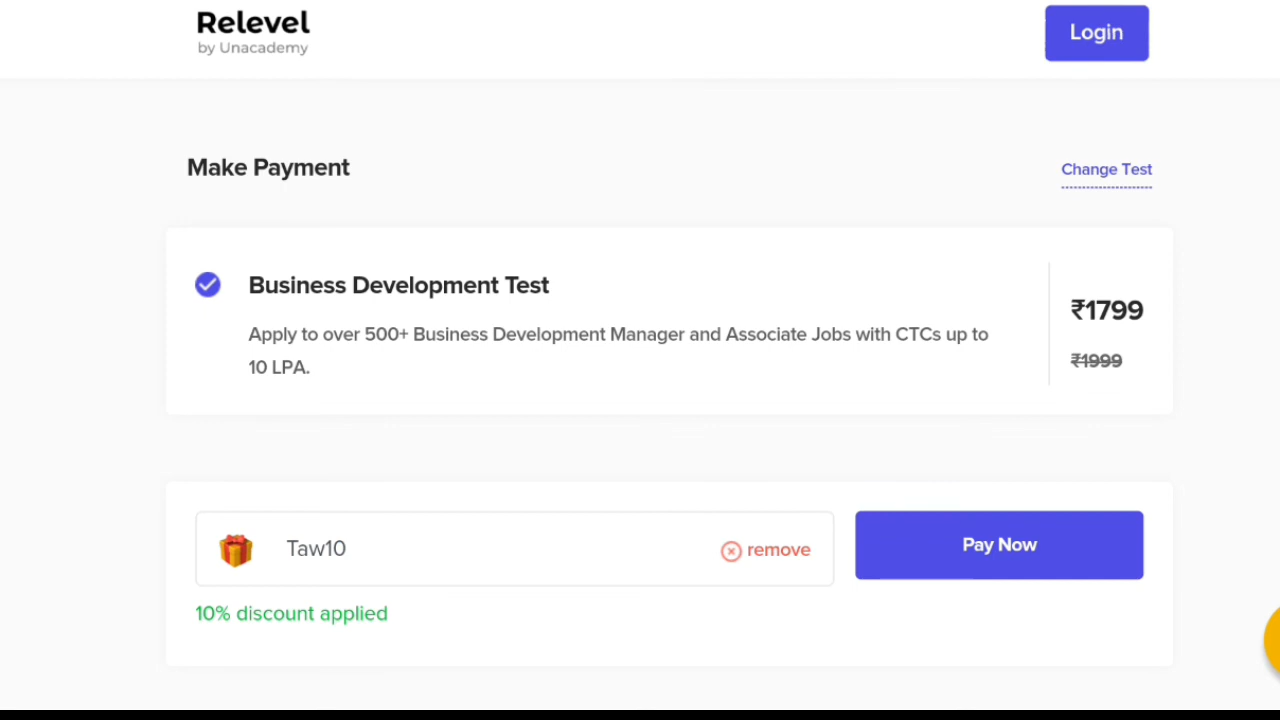 Relevel
by Unacademy
Login
Make Payment
Change Test
Business Development Test
Apply to over 500+ Business Development Manager and Associate Jobs with CTCs up to
10 LPA.
₹1799
₹1999
Taw10
remove
Pay Now
10% discount applied